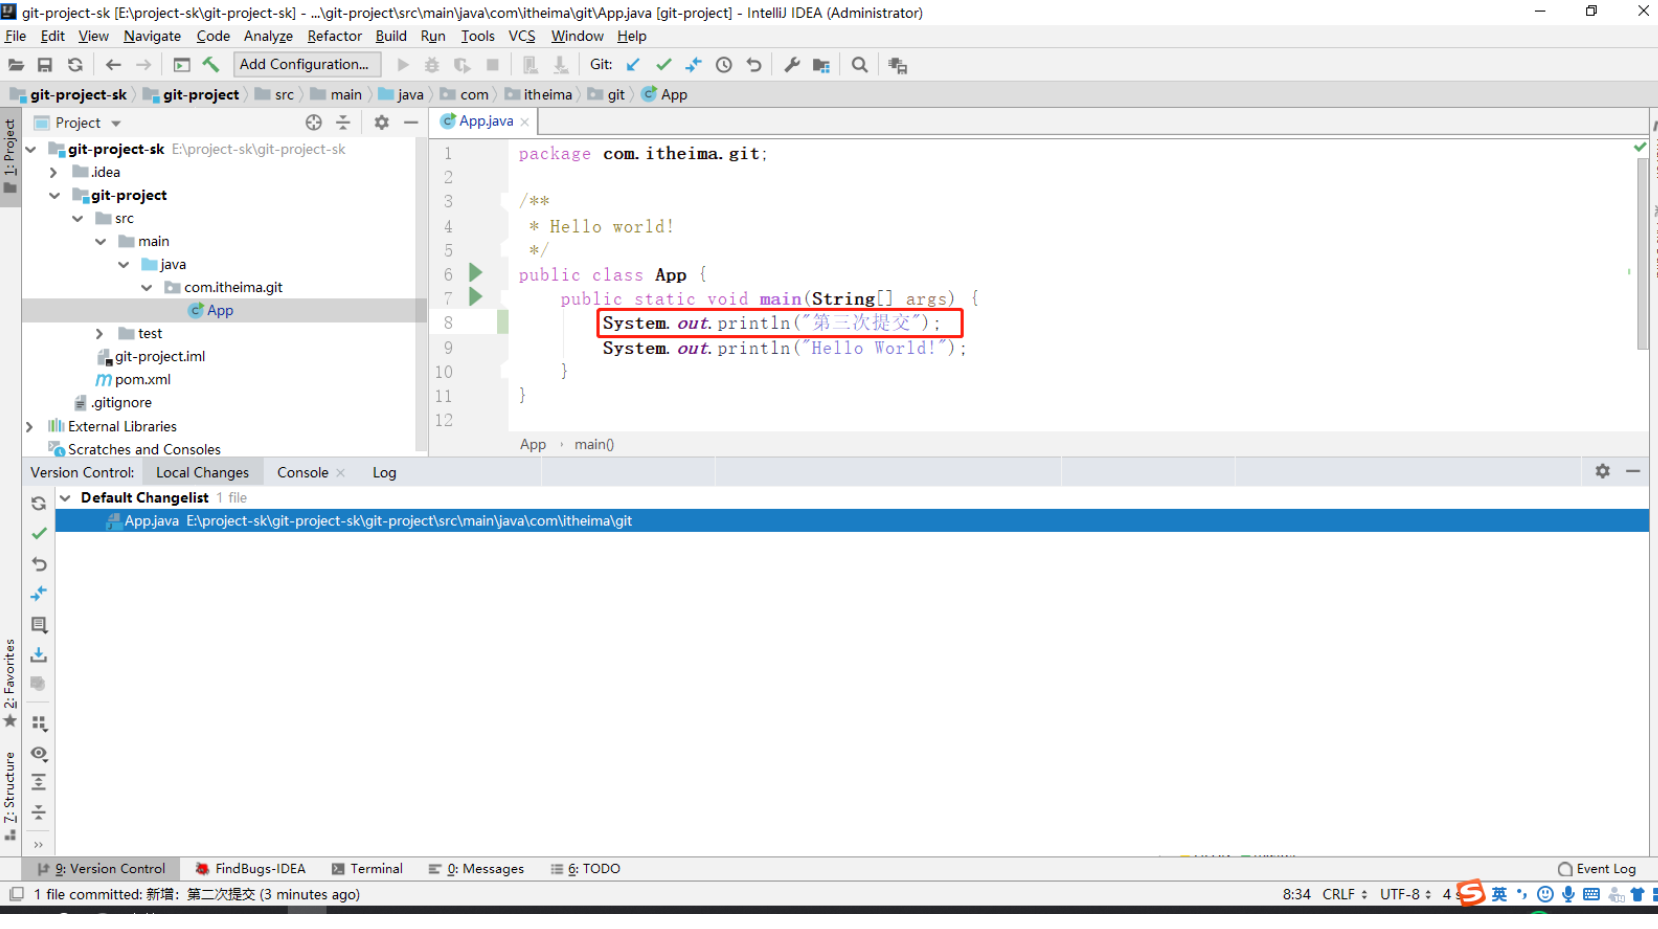 git-project-sk [E:\project-sk\git-project-sk] - ...\git-project\src\main\java\com\itheima\git\App.java [git-project] - IntelliJ IDEA (Administrator)
File Edit View Navigate Code Analyze Refactor Build Run Tools VCS Window Help
Add Configuration... Git:
git-project-sk git-project src main java com itheima git App
Project
App.java
1: Project
git-project-sk E:\project-sk\git-project-sk
.idea
git-project
src
main
java
com.itheima.git
App
test
git-project.iml
pom.xml
.gitignore
External Libraries
Scratches and Consoles
1 package com.itheima.git;
2
3 /**
4 * Hello world!
5 */
6 public class App {
7 public static void main(String[] args) {
8 System.out.println("第三次提交");
9 System.out.println("Hello World!");
10 }
11 }
12
App › main()
Version Control: Local Changes Console Log
Default Changelist 1 file
App.java E:\project-sk\git-project-sk\git-project\src\main\java\com\itheima\git
2: Favorites
Z: Structure
9: Version Control FindBugs-IDEA Terminal 0: Messages 6: TODO Event Log
1 file committed: 新增：第二次提交 (3 minutes ago) 8:34 CRLF UTF-8 4 英